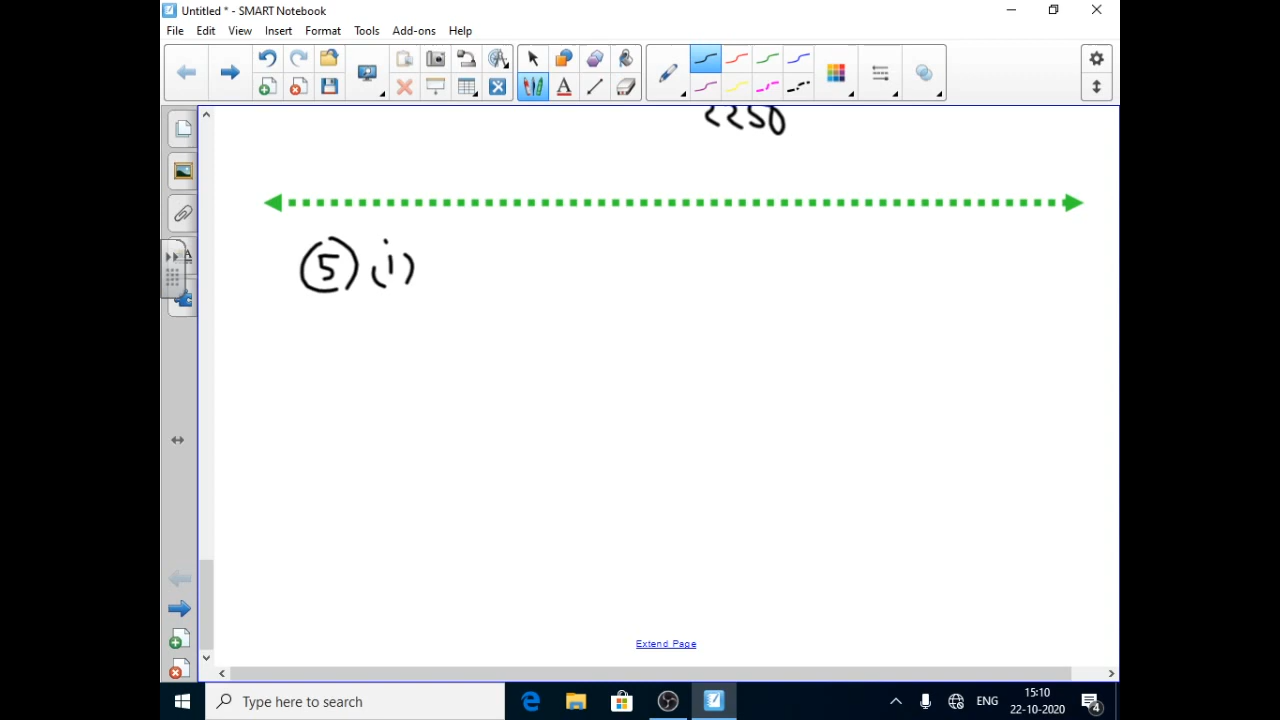 Untitled * - SMART Notebook
File Edit View Insert Format Tools Add-ons Help
2250
(5) (i)
Extend Page
Type here to search
ENG
15:10
22-10-2020
4